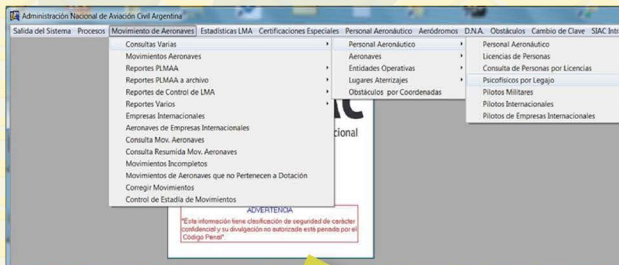 Administración Nacional de Aviación Civil Argentina
Salida del Sistema Procesos Movimiento de Aeronaves Estadísticas LMA Certificaciones Especiales Personal Aeronáutico Aeródromos D.N.A. Obstáculos Cambio de Clave SIAC Intr
Consultas Varias
Movimientos Aeronaves
Reportes PLMAA
Reportes PLMAA a archivo
Reportes de Control de LMA
Reportes Varios
Empresas Internacionales
Aeronaves de Empresas Internacionales
Consulta Mov. Aeronaves
Consulta Resumida Mov. Aeronaves
Movimientos Incompletos
Movimientos de Aeronaves que no Pertenecen a Dotación
Corregir Movimientos
Control de Estadía de Movimientos
Personal Aeronáutico
Aeronaves
Entidades Operativas
Lugares Aterrizajes
Obstáculos por Coordenadas
Personal Aeronáutico
Licencias de Personas
Consulta de Personas por Licencias
Psicofísicos por Legajo
Pilotos Militares
Pilotos Internacionales
Pilotos de Empresas Internacionales
cional
ADVERTENCIA
"Esta información tiene clasificación de seguridad de carácter
confidencial y su divulgación no autorizada está penada por el
Código Penal".